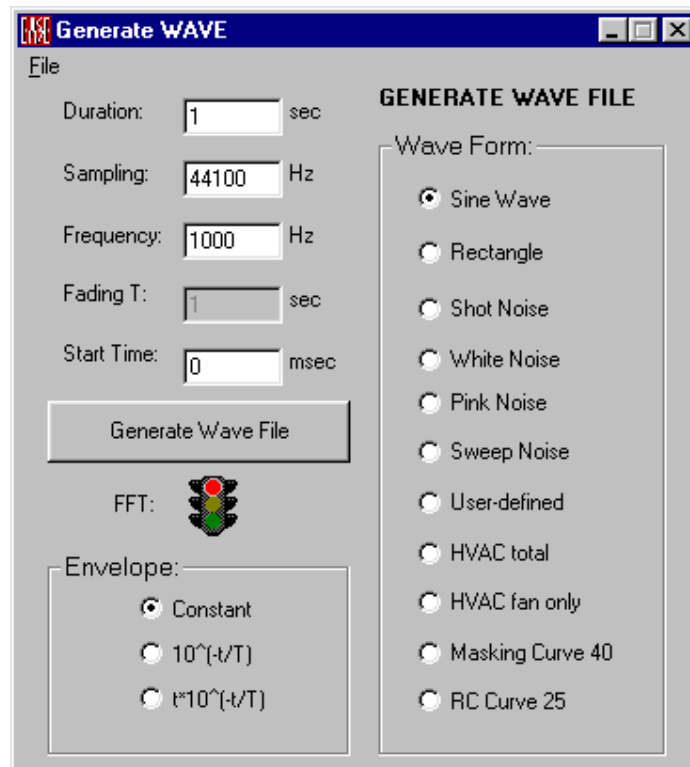 Generate WAVE
File
Duration: 1 sec
Sampling: 44100 Hz
Frequency: 1000 Hz
Fading T: 1 sec
Start Time: 0 msec
Generate Wave File
FFT:
Envelope:
Constant
10^(-t/T)
t*10^(-t/T)
GENERATE WAVE FILE
Wave Form:
Sine Wave
Rectangle
Shot Noise
White Noise
Pink Noise
Sweep Noise
User-defined
HVAC total
HVAC fan only
Masking Curve 40
RC Curve 25